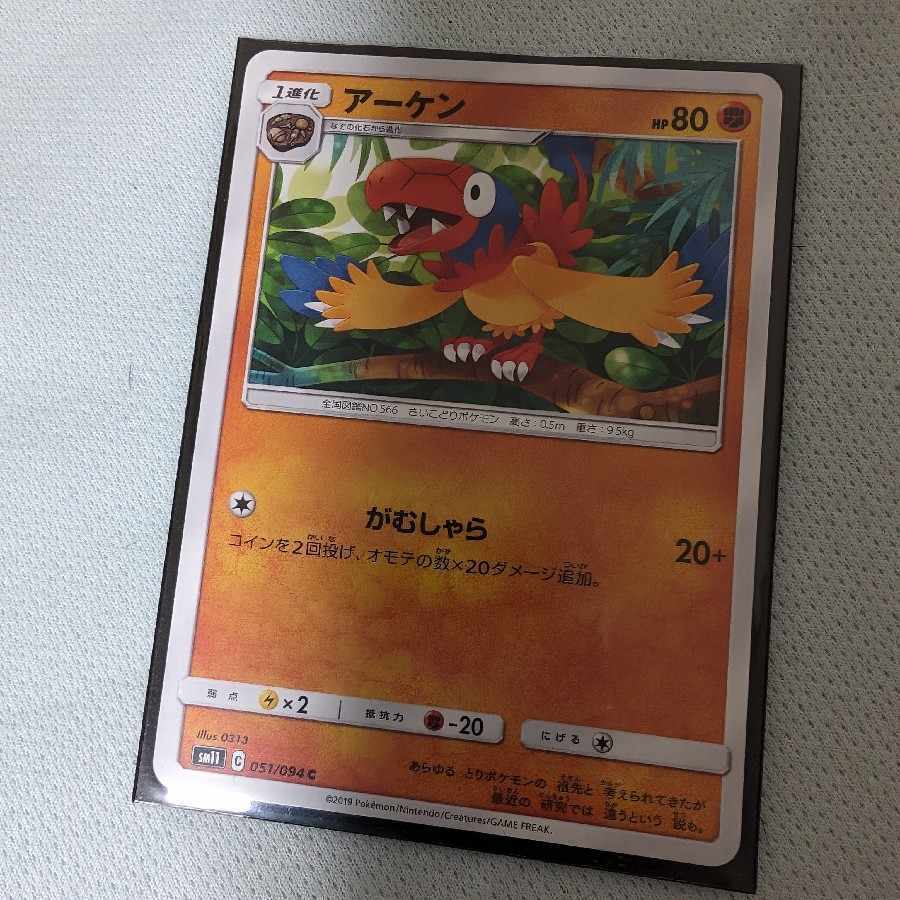 1進化
アーケン
HP 80
なぞの化石から進化
全国図鑑NO.566 さいこどりポケモン 高さ:0.5m 重さ:9.5kg
がむしゃら
20+
コインを2回投げ、オモテの数×20ダメージ追加。
弱点 ×2 抵抗力 -20 にげる
illus. 0313
sm11 C 051/094 C
あらゆる とりポケモンの 祖先と 考えられてきたが
最近の 研究では 違うという 説も。
©2019 Pokémon/Nintendo/Creatures/GAME FREAK.